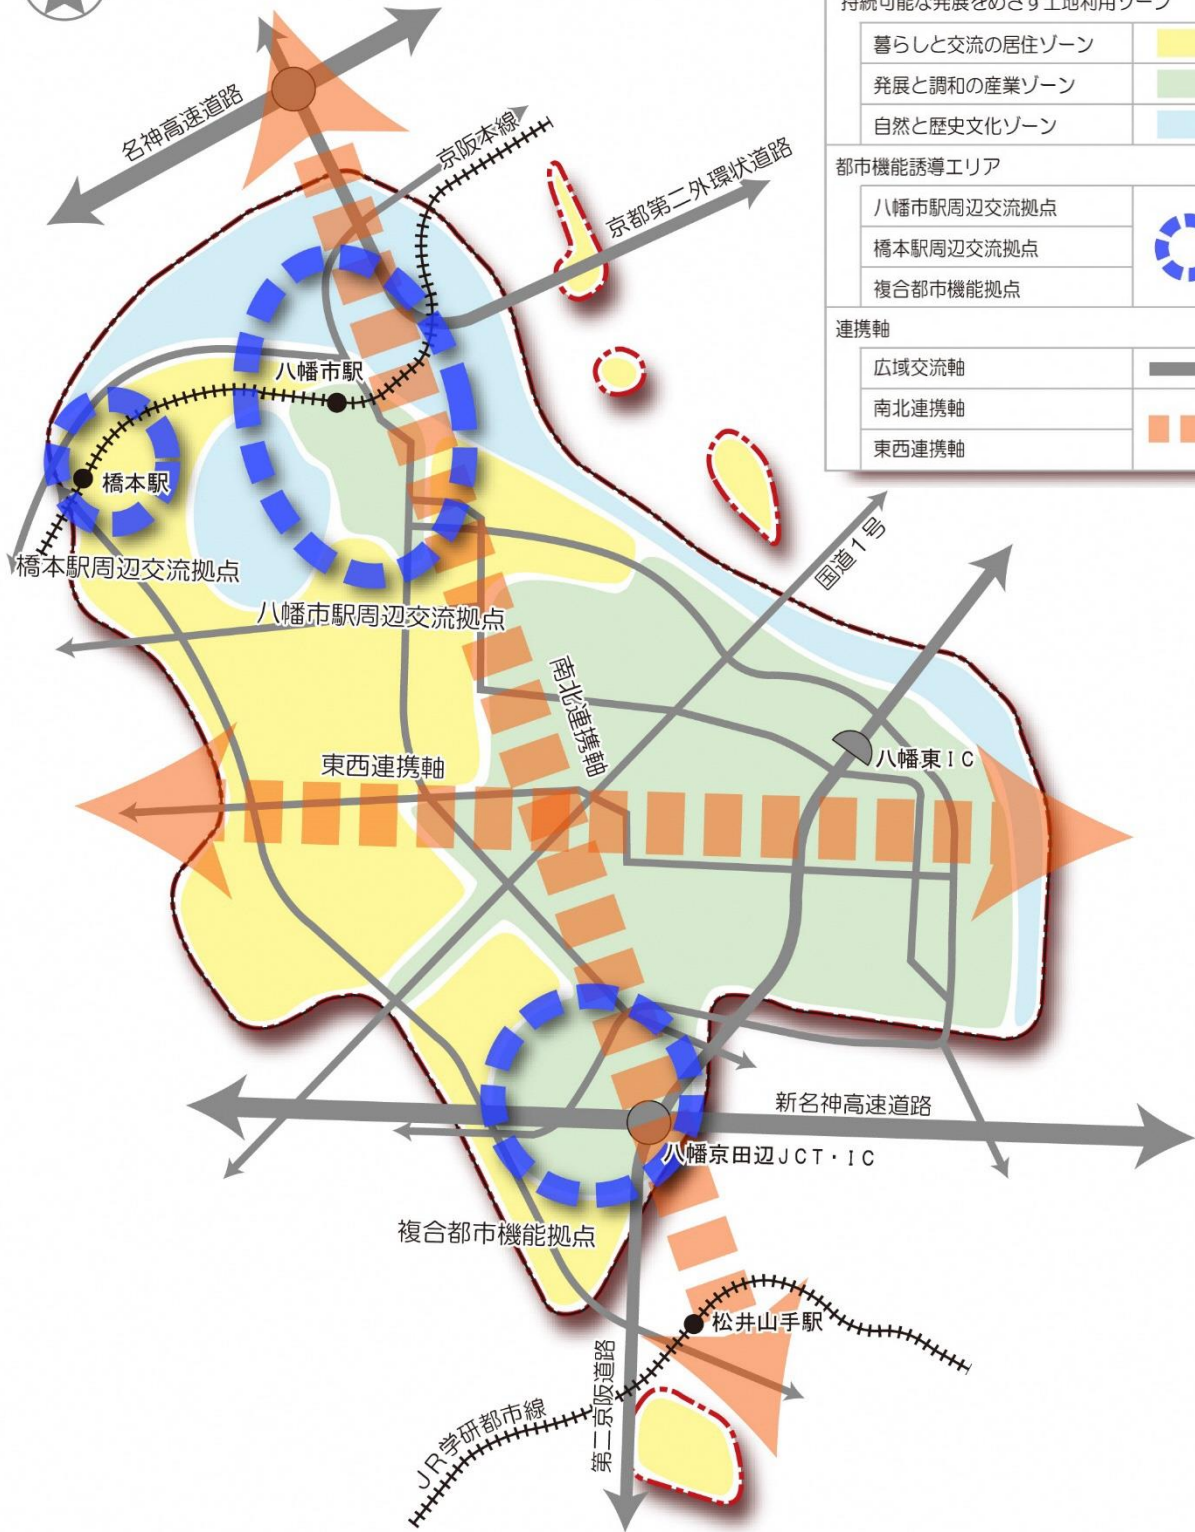 持続可能な発展をめざす土地利用ゾーン
暮らしと交流の居住ゾーン
発展と調和の産業ゾーン
自然と歴史文化ゾーン
都市機能誘導エリア
八幡市駅周辺交流拠点
橋本駅周辺交流拠点
複合都市機能拠点
連携軸
広域交流軸
南北連携軸
東西連携軸
名神高速道路
京阪本線
京都第二外環状道路
八幡市駅
橋本駅
橋本駅周辺交流拠点
八幡市駅周辺交流拠点
国道1号
南北連携軸
八幡東IC
東西連携軸
新名神高速道路
八幡京田辺JCT・IC
複合都市機能拠点
松井山手駅
第二京阪道路
JR学研都市線